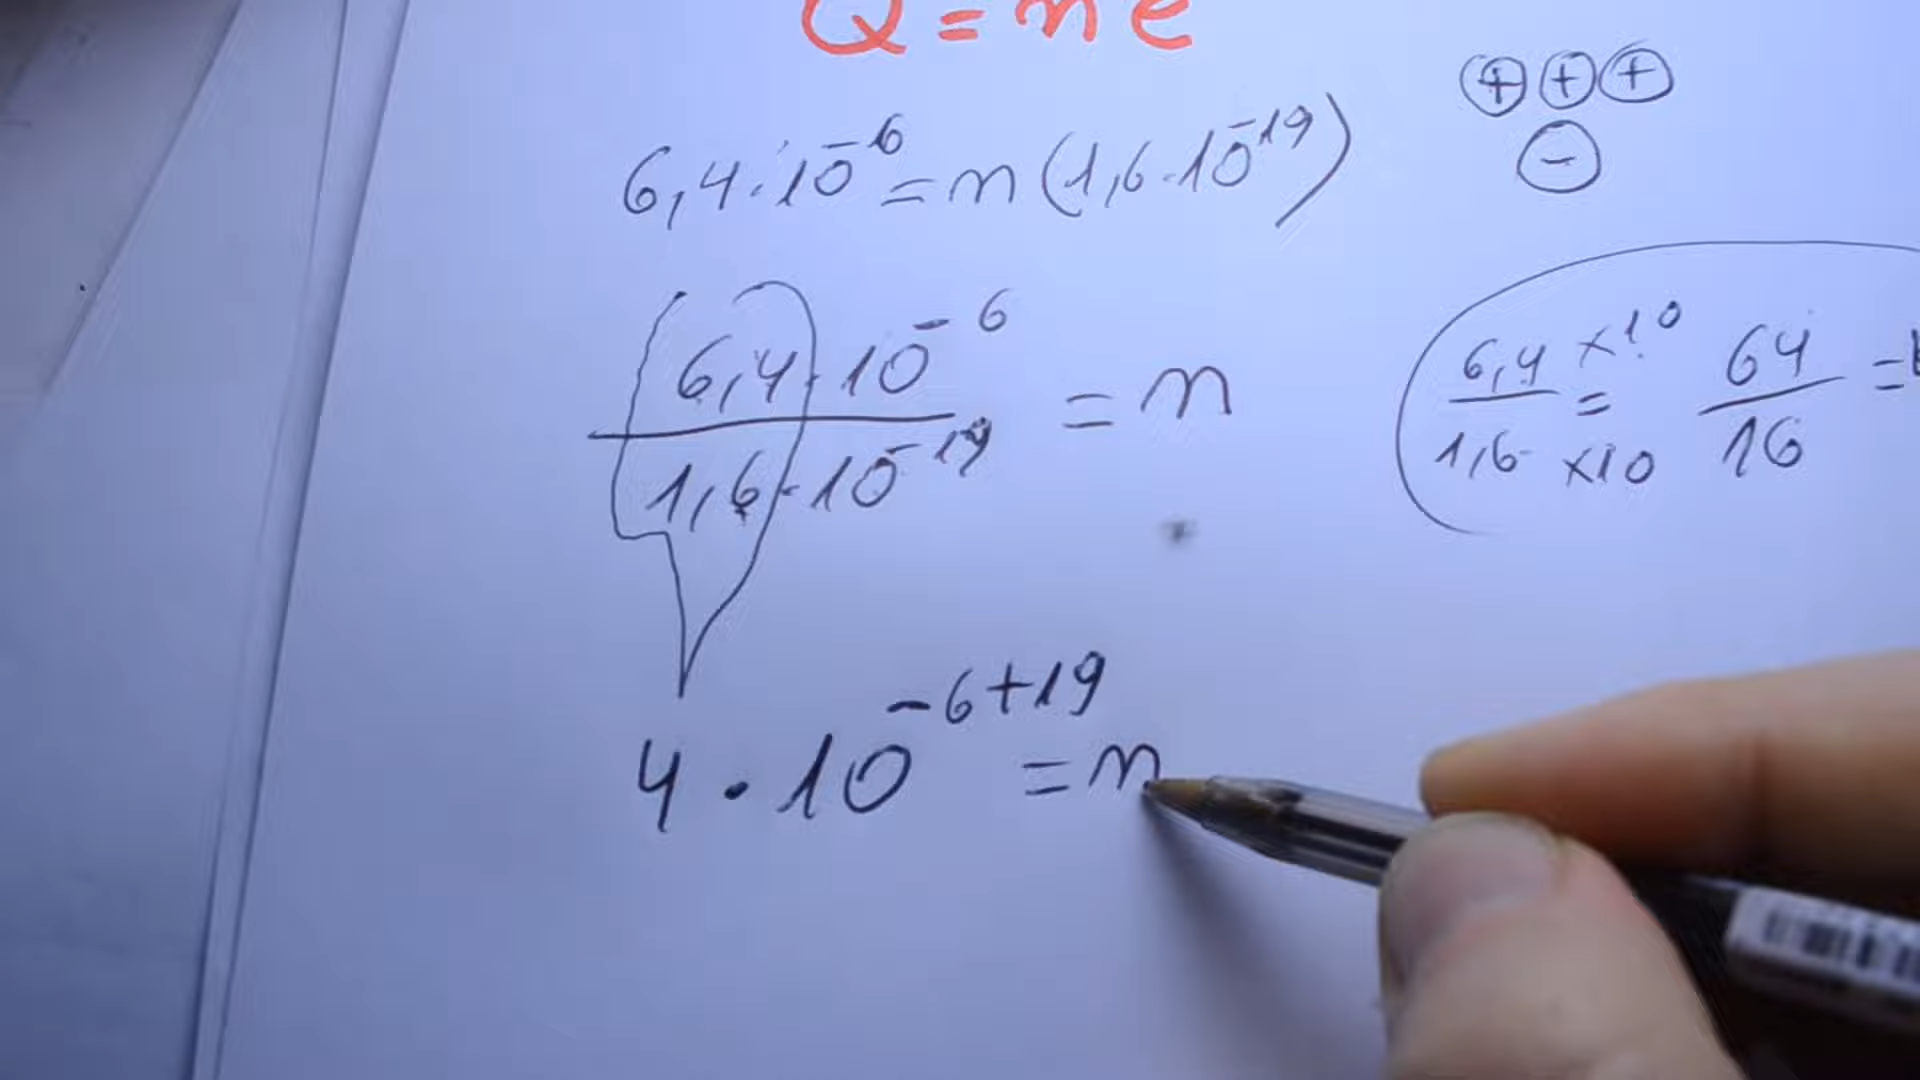 Q = ne
6,4 · 10⁻⁶ = n (1,6 · 10⁻¹⁹)
+ + +
−
6,4 · 10⁻⁶ / 1,6 · 10⁻¹⁹ = n
6,4 ×10 / 1,6 ×10 = 64 / 16 =
4 · 10⁻⁶⁺¹⁹ = n